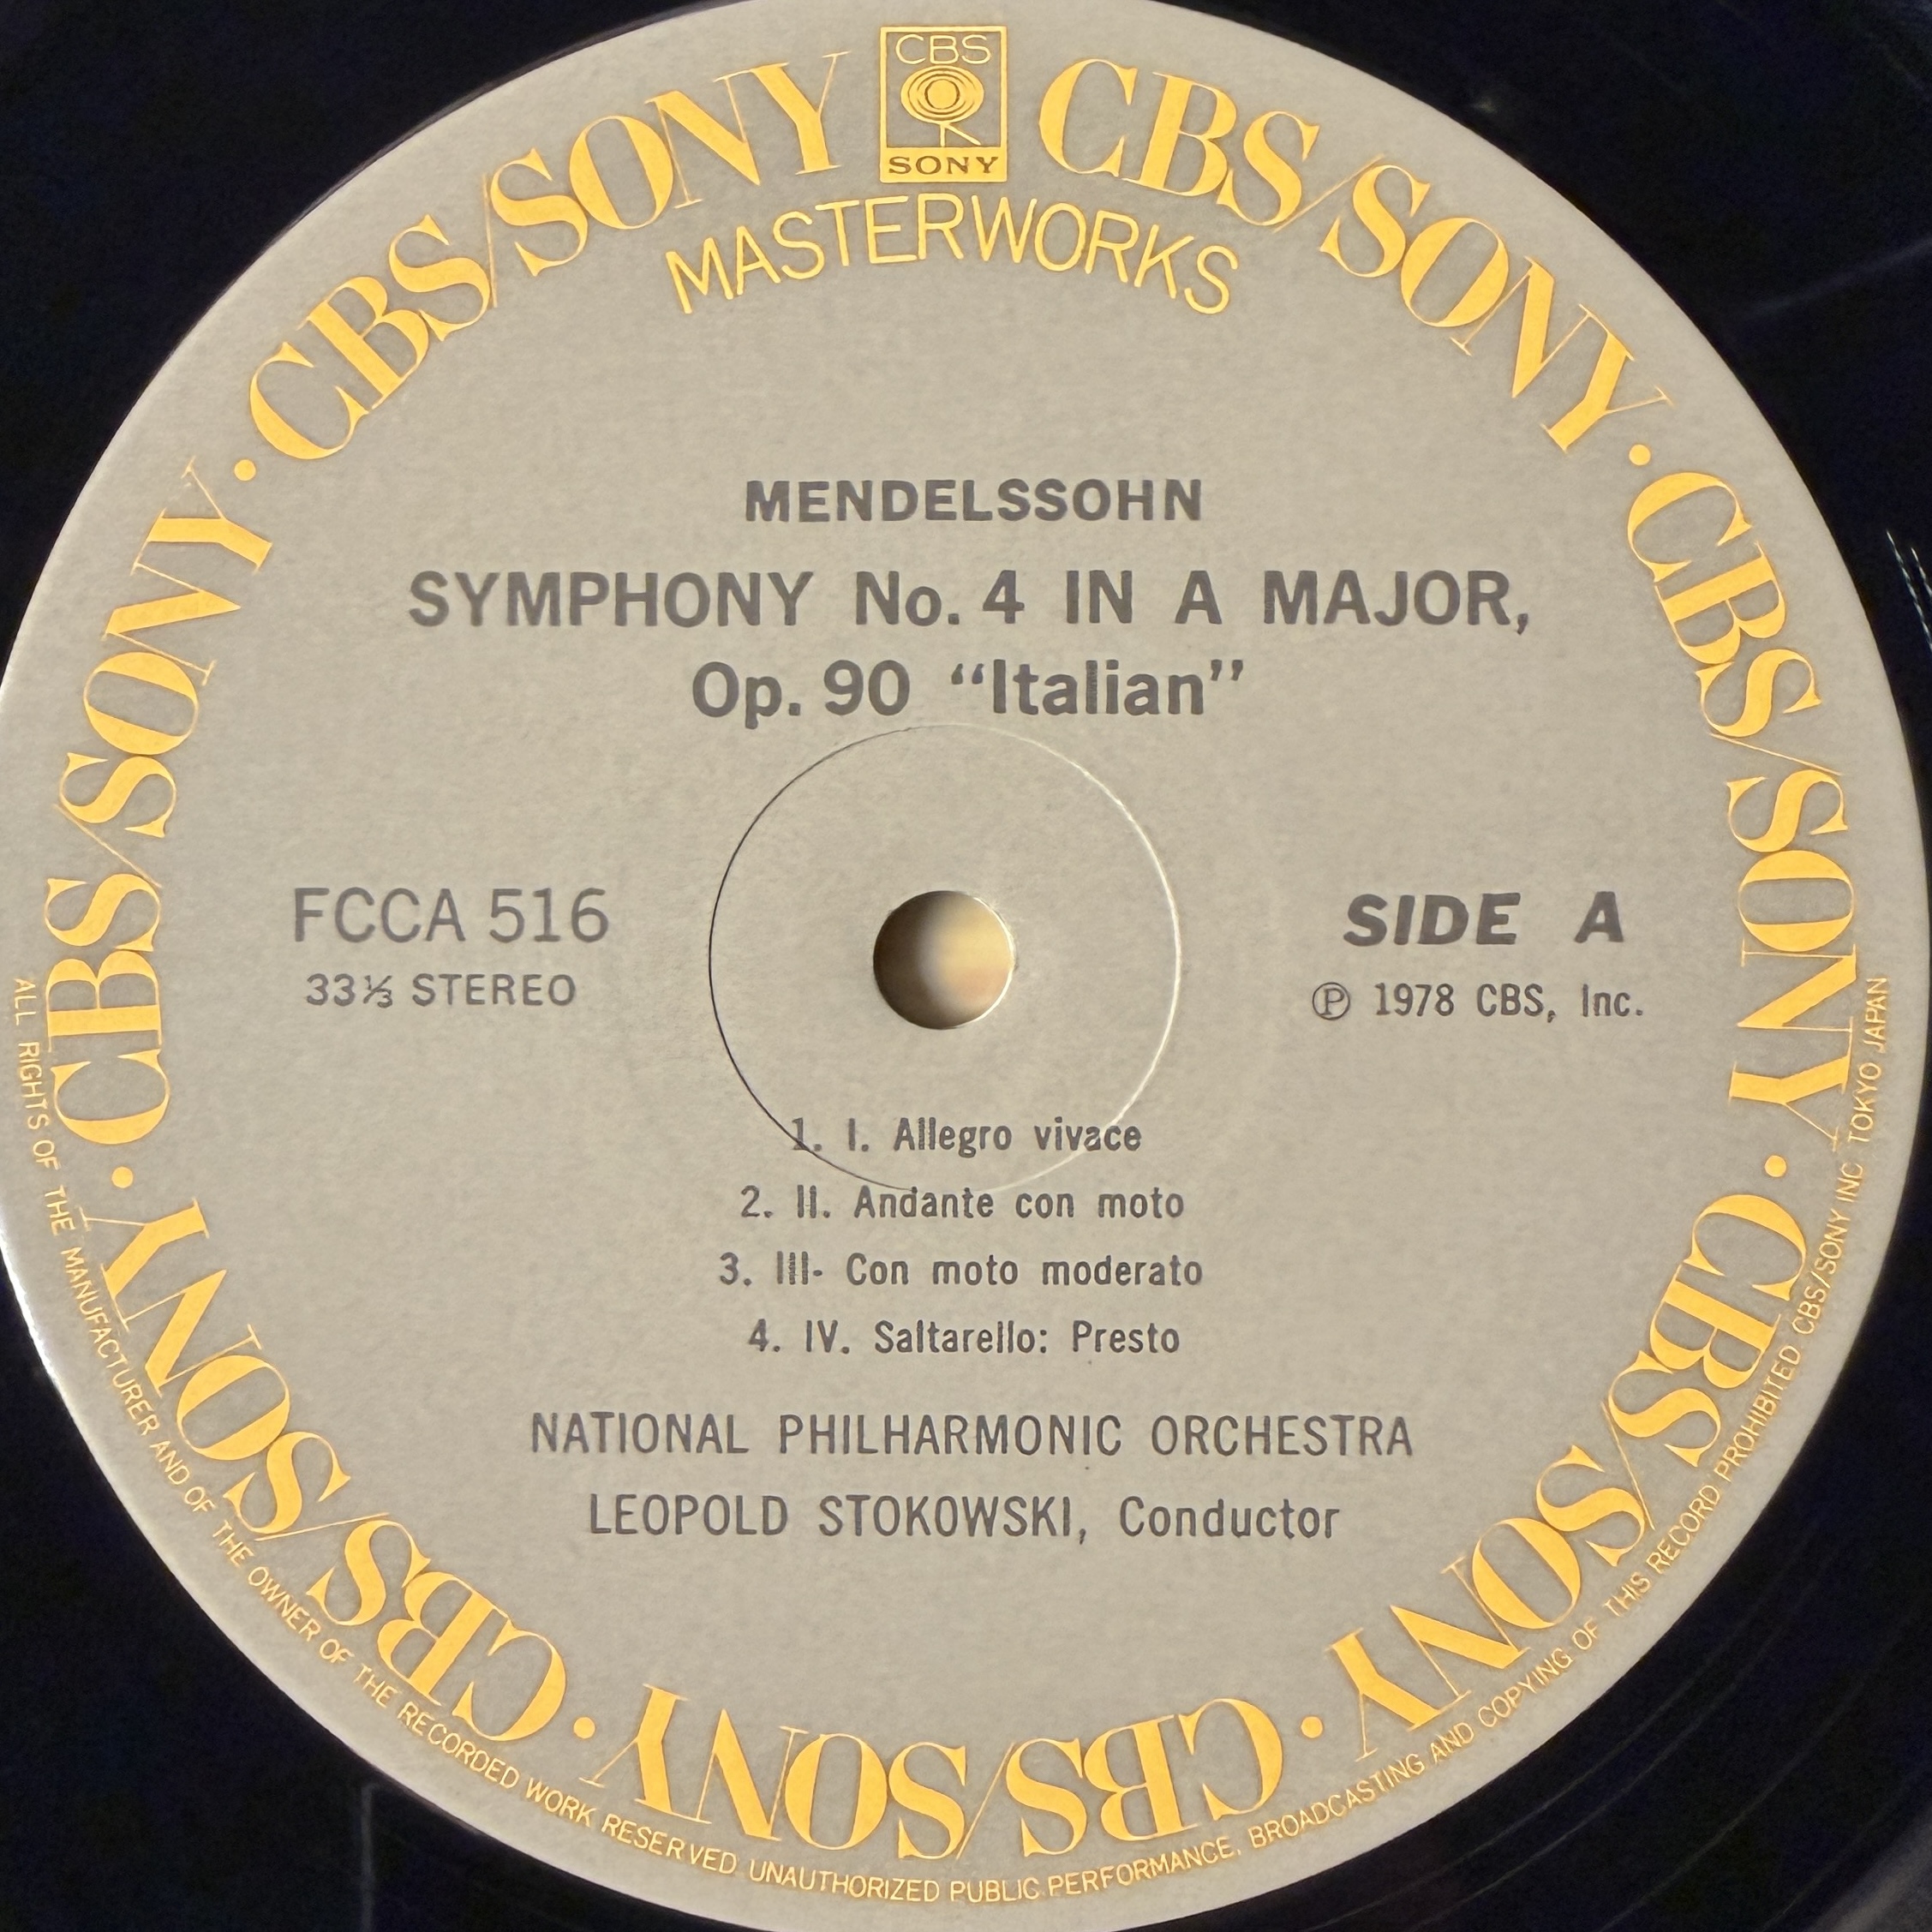 CBS
SONY
MASTERWORKS
CBS/SONY · CBS/SONY · CBS/SONY · CBS/SONY · CBS/SONY · CBS/SONY · CBS/SONY
MENDELSSOHN
SYMPHONY No. 4 IN A MAJOR,
Op. 90 “Italian”
FCCA 516
33⅓ STEREO
SIDE A
Ⓟ 1978 CBS, Inc.
1. I. Allegro vivace
2. II. Andante con moto
3. III- Con moto moderato
4. IV. Saltarello: Presto
NATIONAL PHILHARMONIC ORCHESTRA
LEOPOLD STOKOWSKI, Conductor
ALL RIGHTS OF THE MANUFACTURER AND OF THE OWNER OF THE RECORDED WORK RESERVED UNAUTHORIZED PUBLIC PERFORMANCE, BROADCASTING AND COPYING OF THIS RECORD PROHIBITED CBS/SONY INC TOKYO JAPAN